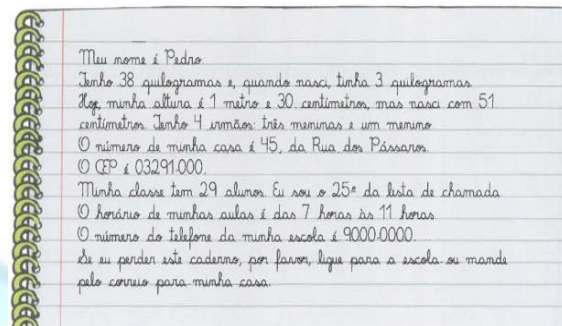 Meu nome é Pedro.
Tenho 38 quilogramas e, quando nasci, tinha 3 quilogramas.
Hoje, minha altura é 1 metro e 30 centímetros, mas nasci com 51
centímetros. Tenho 4 irmãos: três meninas e um menino.
O número de minha casa é 45, da Rua dos Pássaros.
O CEP é 03291-000.
Minha classe tem 29 alunos. Eu sou o 25º da lista de chamada.
O horário de minhas aulas é das 7 horas às 11 horas.
O número do telefone da minha escola é 9000-0000.
Se eu perder este caderno, por favor, ligue para a escola ou mande
pelo correio para minha casa.